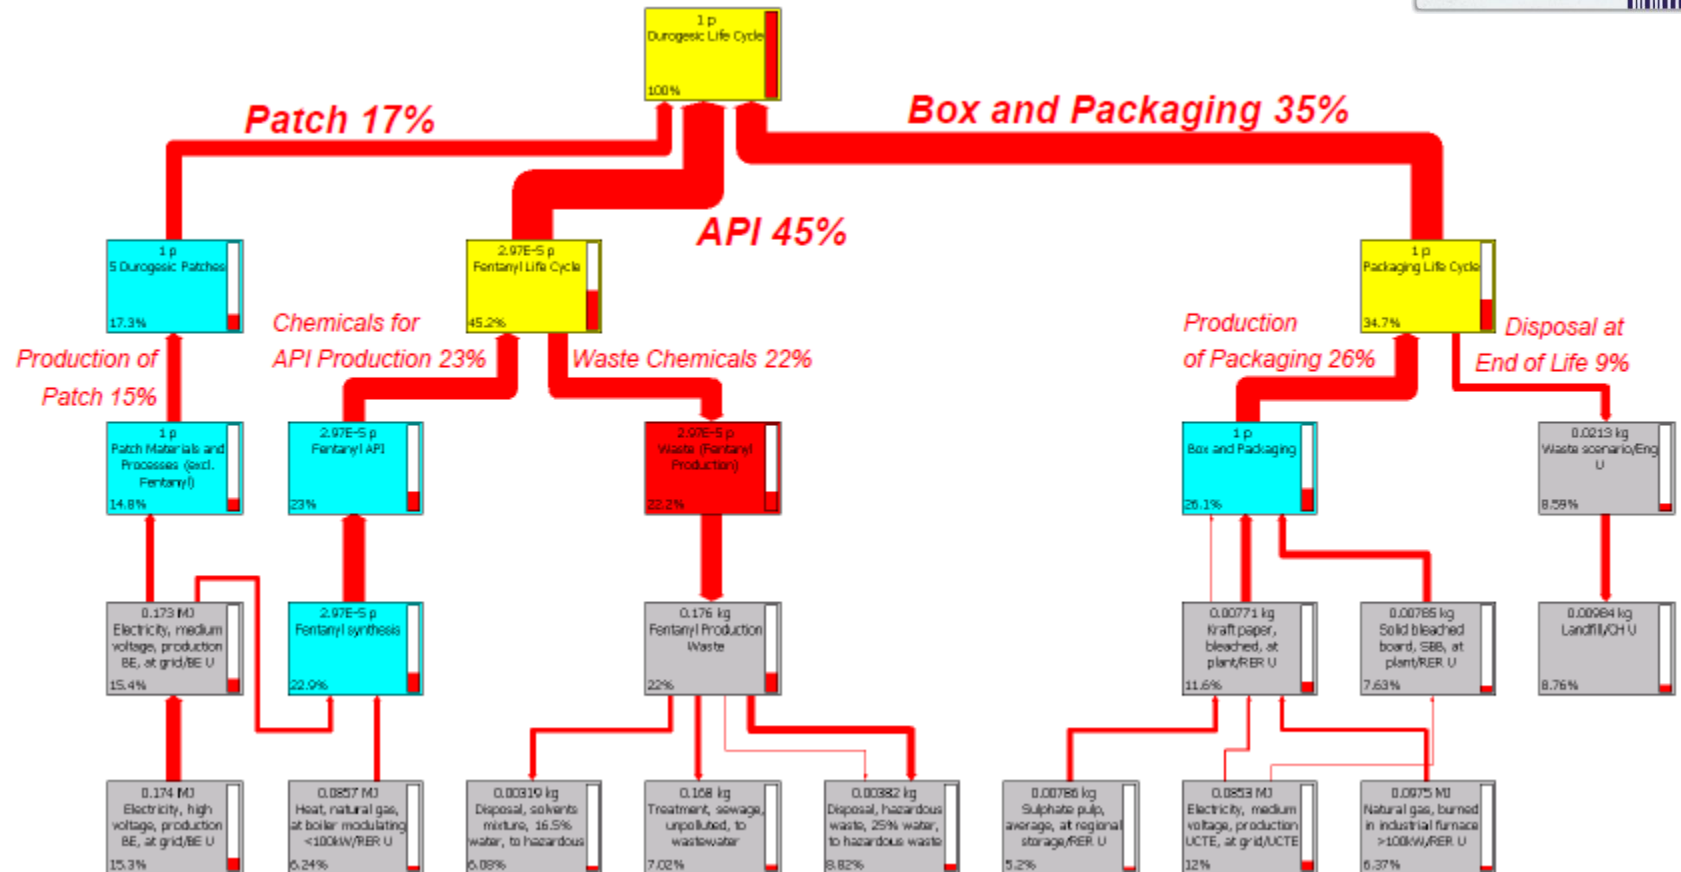 1 p
Durogesic Life Cycle
100%
Patch 17%
Box and Packaging 35%
API 45%
1 p
5 Durogesic Patches
17.3%
2.97E-5 p
Fentanyl Life Cycle
45.2%
1 p
Packaging Life Cycle
34.7%
Production of
Patch 15%
Chemicals for
API Production 23%
Waste Chemicals 22%
Production
of Packaging 26%
Disposal at
End of Life 9%
1 p
Patch Materials and
Processes (excl.
Fentanyl)
14.8%
2.97E-5 p
Fentanyl API
23%
2.97E-5 p
Waste (Fentanyl
Production)
22.2%
1 p
Box and Packaging
26.1%
0.0213 kg
Waste scenario/Eng
U
8.59%
0.173 MJ
Electricity, medium
voltage, production
BE, at grid/BE U
15.4%
2.97E-5 p
Fentanyl synthesis
22.9%
0.176 kg
Fentanyl Production
Waste
22%
0.00771 kg
Kraft paper,
bleached, at
plant/RER U
11.6%
0.00785 kg
Solid bleached
board, SBB, at
plant/RER U
7.63%
0.00984 kg
Landfill/CH U
8.76%
0.174 MJ
Electricity, high
voltage, production
BE, at grid/BE U
15.3%
0.0857 MJ
Heat, natural gas,
at boiler modulating
<100kW/RER U
6.24%
0.00319 kg
Disposal, solvents
mixture, 16.5%
water, to hazardous
6.08%
0.168 kg
Treatment, sewage,
unpolluted, to
wastewater
7.02%
0.00382 kg
Disposal, hazardous
waste, 25% water,
to hazardous waste
8.82%
0.00786 kg
Sulphate pulp,
average, at regional
storage/RER U
5.2%
0.0853 MJ
Electricity, medium
voltage, production
UCTE, at grid/UCTE
12%
0.0975 MJ
Natural gas, burned
in industrial furnace
>100kW/RER U
6.37%